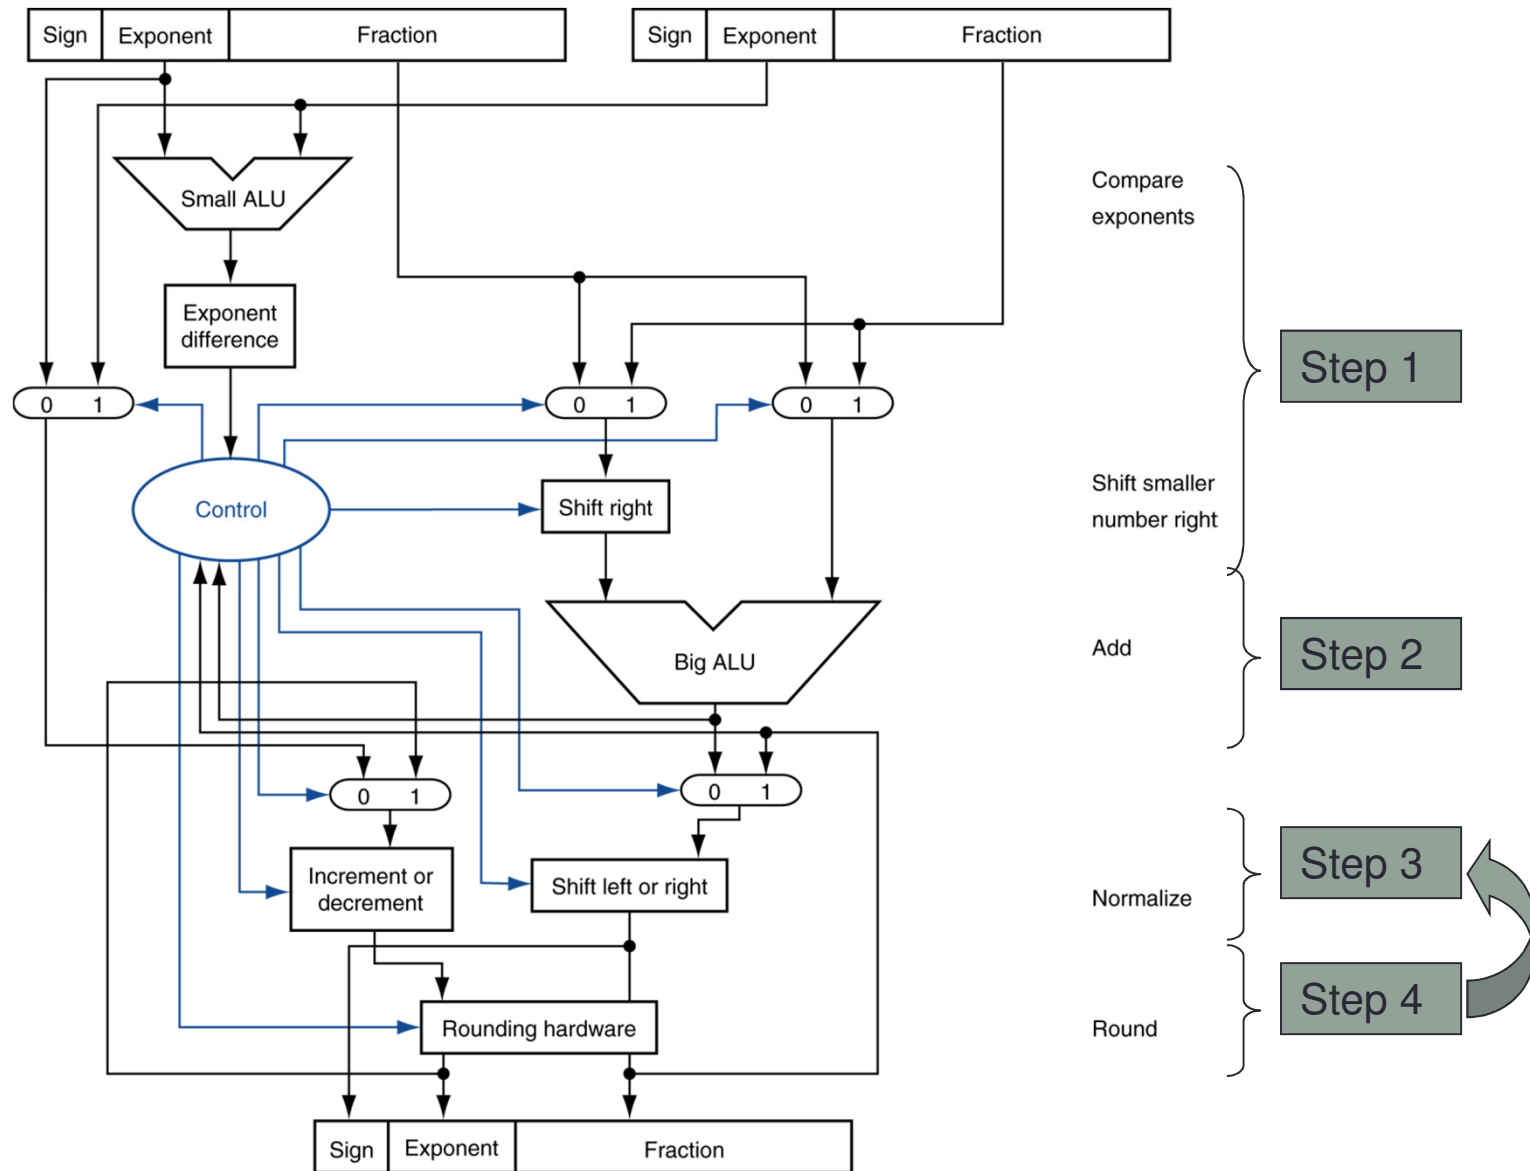 Sign Exponent Fraction Sign Exponent Fraction
Small ALU
Compare
exponents
Exponent
difference
Step 1
0 1 0 1 0 1
Control
Shift right
Shift smaller
number right
Big ALU
Add
Step 2
0 1 0 1
Increment or
decrement
Shift left or right
Normalize
Step 3
Rounding hardware
Round
Step 4
Sign Exponent Fraction